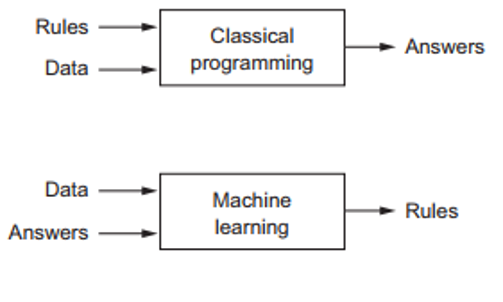 Rules
Data
Classical
programming
Answers
Data
Answers
Machine
learning
Rules